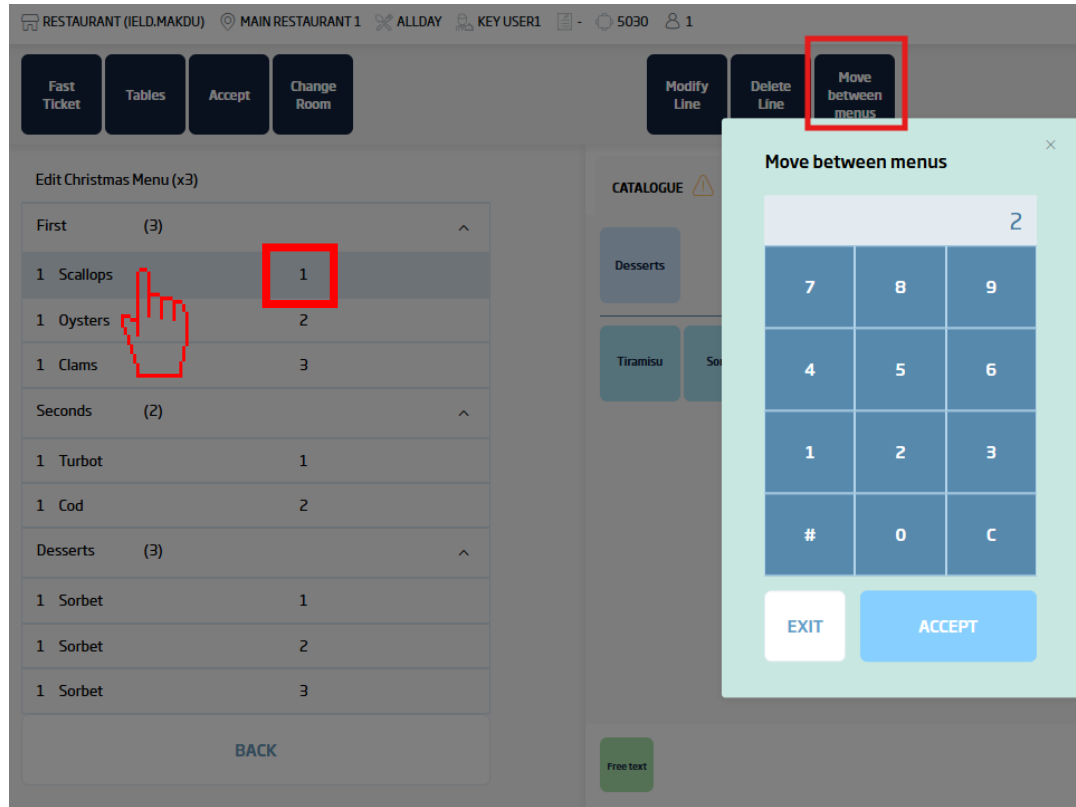 RESTAURANT (IELD.MAKDU) MAIN RESTAURANT 1 ALLDAY KEY USER1 - 5030 1
Fast Ticket Tables Accept Change Room Modify Line Delete Line Move between menus
Edit Christmas Menu (x3)
First (3)
1 Scallops 1
1 Oysters 2
1 Clams 3
Seconds (2)
1 Turbot 1
1 Cod 2
Desserts (3)
1 Sorbet 1
1 Sorbet 2
1 Sorbet 3
BACK
CATALOGUE
Desserts
Tiramisu
Free text
Move between menus
×
2
7 8 9
4 5 6
1 2 3
# 0 C
EXIT ACCEPT